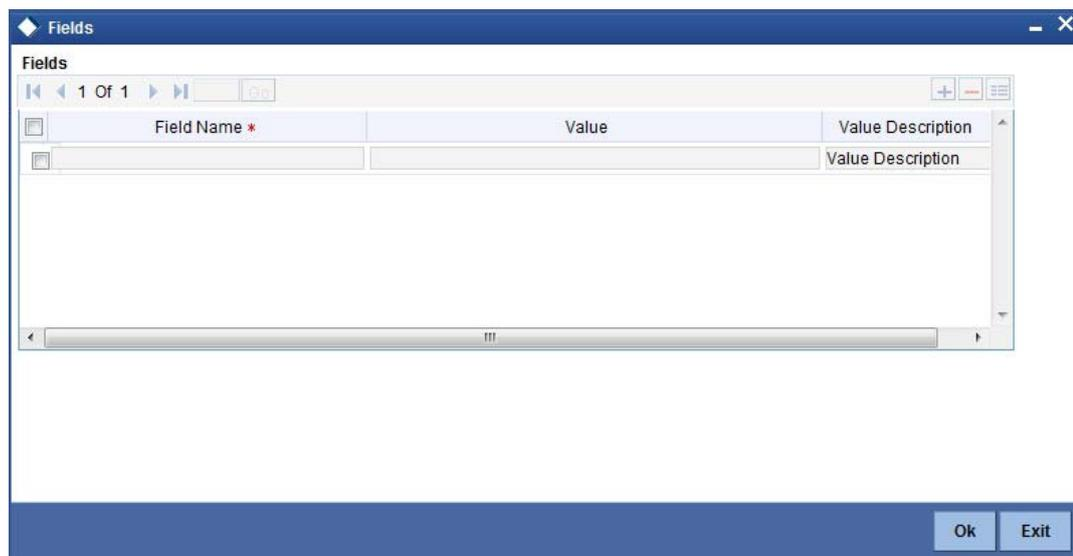 Fields
Fields
1 Of 1 Go
Field Name * Value Value Description
Value Description
Ok Exit